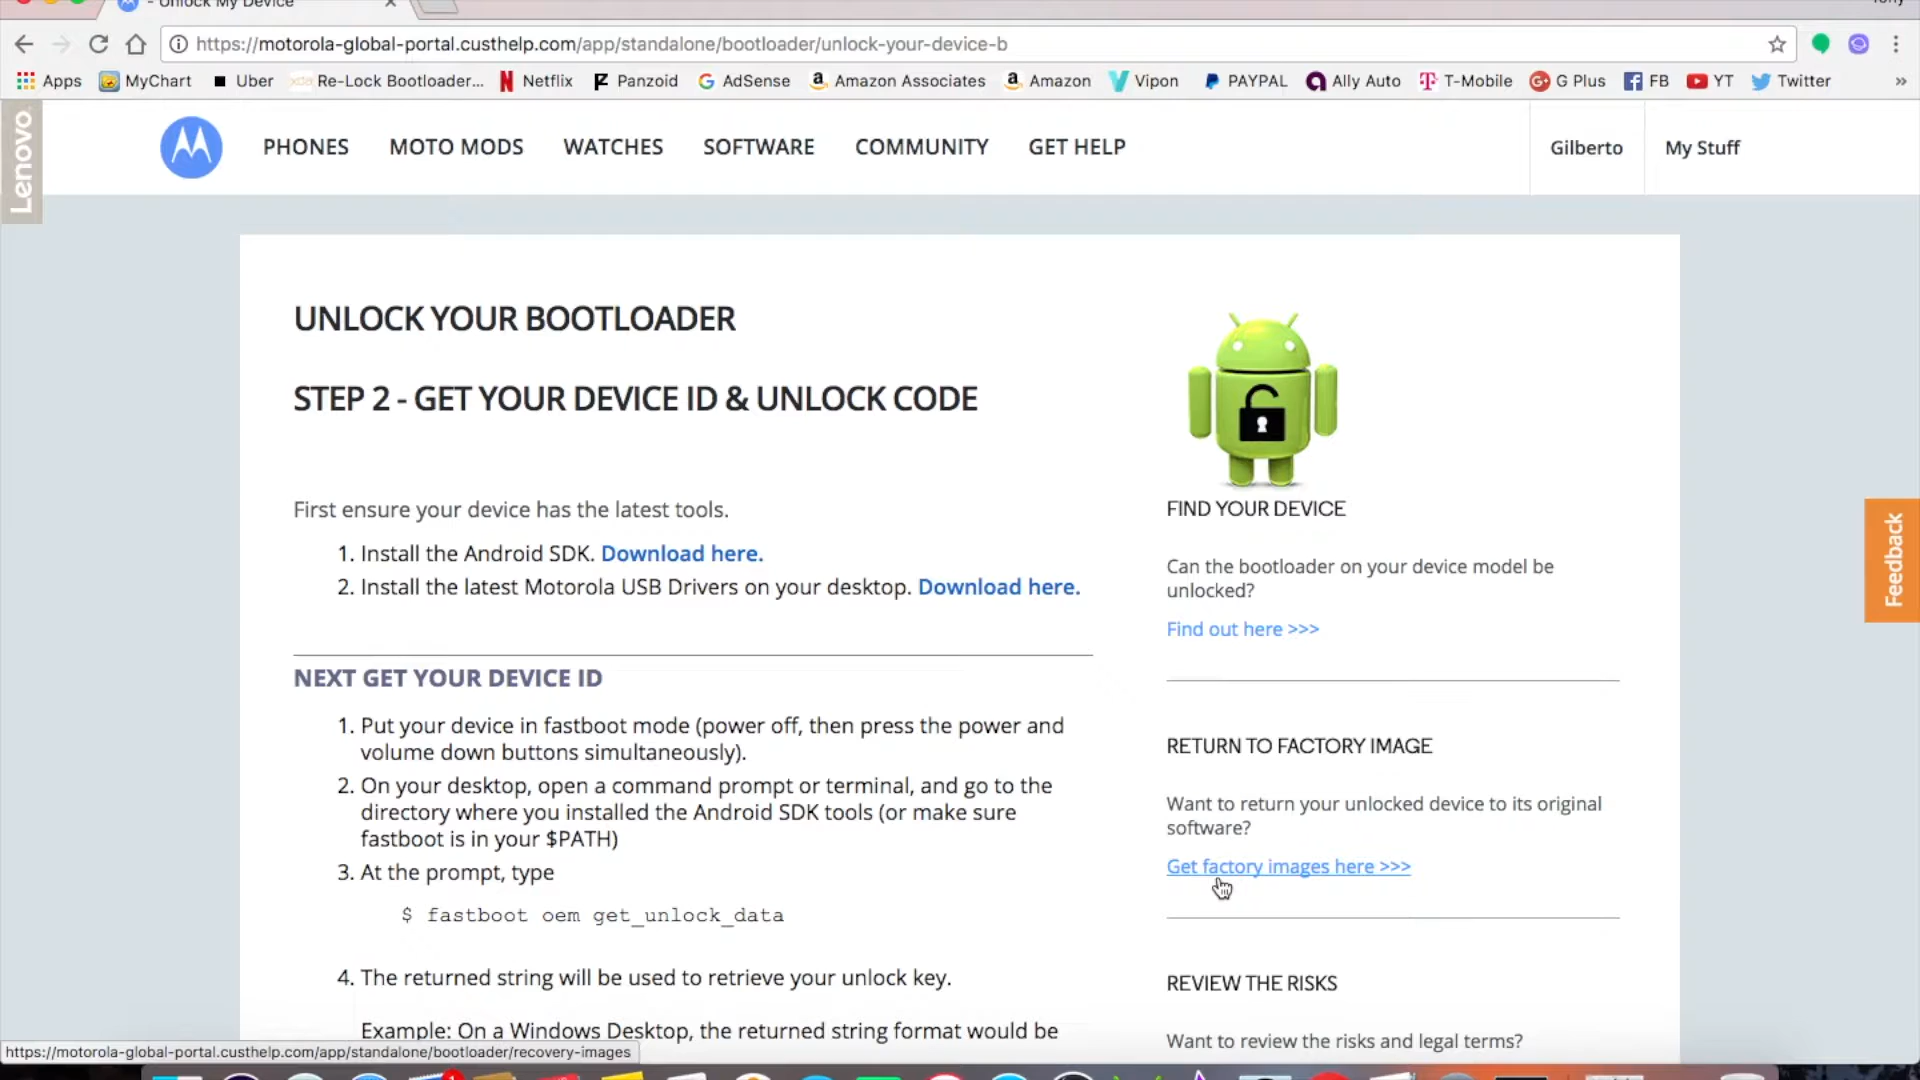 - Unlock My Device
Tony
https://motorola-global-portal.custhelp.com/app/standalone/bootloader/unlock-your-device-b
Apps MyChart Uber Re-Lock Bootloader... Netflix Panzoid AdSense Amazon Associates Amazon Vipon PAYPAL Ally Auto T-Mobile G Plus FB YT Twitter »
Lenovo
PHONES MOTO MODS WATCHES SOFTWARE COMMUNITY GET HELP Gilberto My Stuff
UNLOCK YOUR BOOTLOADER
STEP 2 - GET YOUR DEVICE ID & UNLOCK CODE
First ensure your device has the latest tools.
1. Install the Android SDK. Download here.
2. Install the latest Motorola USB Drivers on your desktop. Download here.
NEXT GET YOUR DEVICE ID
1. Put your device in fastboot mode (power off, then press the power and
volume down buttons simultaneously).
2. On your desktop, open a command prompt or terminal, and go to the
directory where you installed the Android SDK tools (or make sure
fastboot is in your $PATH)
3. At the prompt, type
$ fastboot oem get_unlock_data
4. The returned string will be used to retrieve your unlock key.
Example: On a Windows Desktop, the returned string format would be
FIND YOUR DEVICE
Can the bootloader on your device model be
unlocked?
Find out here >>>
RETURN TO FACTORY IMAGE
Want to return your unlocked device to its original
software?
Get factory images here >>>
REVIEW THE RISKS
Want to review the risks and legal terms?
Feedback
https://motorola-global-portal.custhelp.com/app/standalone/bootloader/recovery-images
1